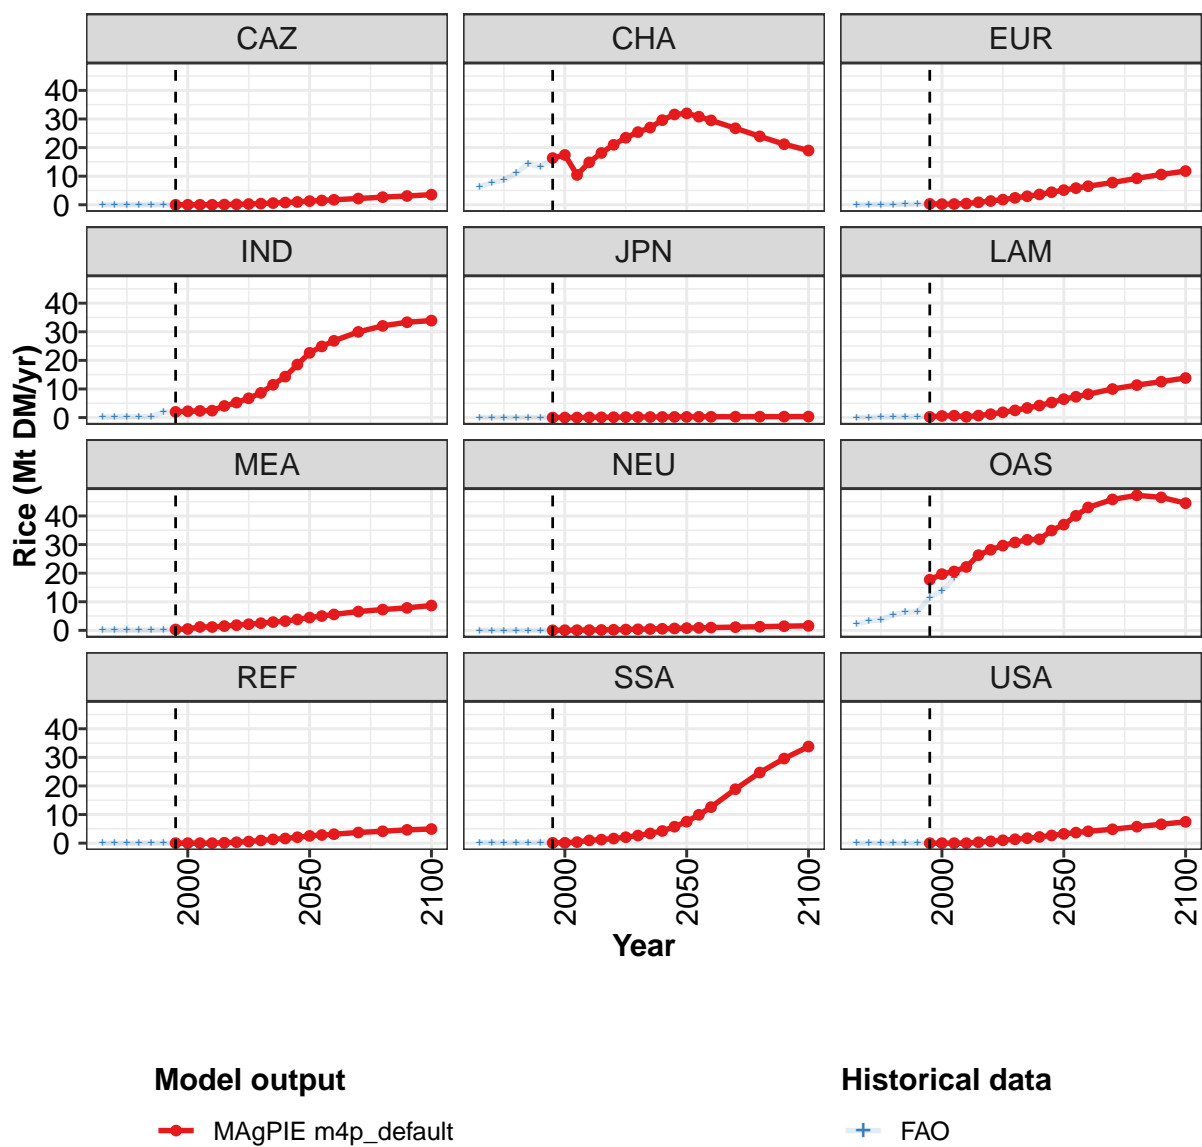 CAZ CHA EUR
40
30
20
10
0
IND JPN LAM
40
30
20
10
0
Rice (Mt DM/yr)
MEA NEU OAS
40
30
20
10
0
REF SSA USA
40
30
20
10
0
2000 2050 2100 2000 2050 2100 2000 2050 2100
Year
Model output Historical data
MAgPIE m4p_default FAO